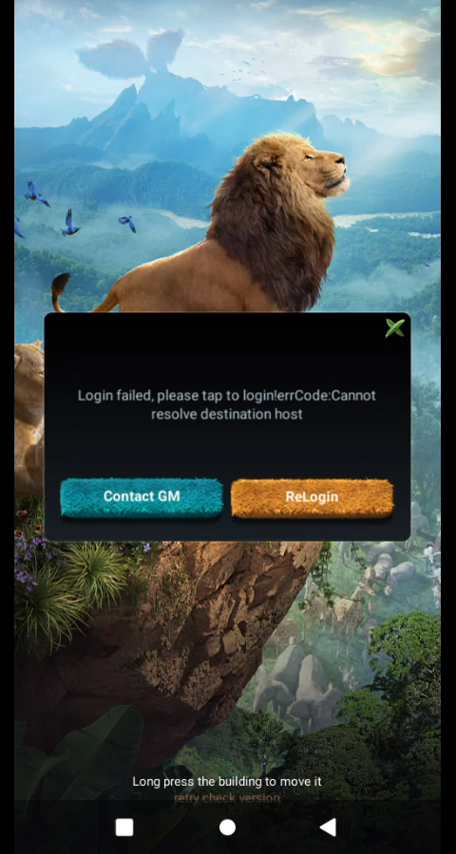 Login failed, please tap to login!errCode:Cannot
resolve destination host
Contact GM
ReLogin
Long press the building to move it
retry check version